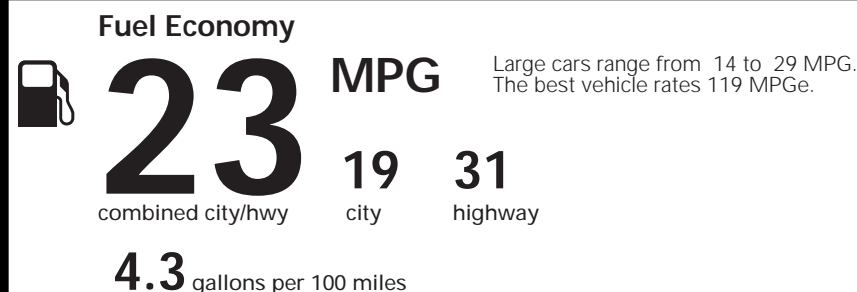 Fuel Economy
23 MPG
Large cars range from 14 to 29 MPG.
The best vehicle rates 119 MPGe.
19 31
combined city/hwy city highway
4.3 gallons per 100 miles